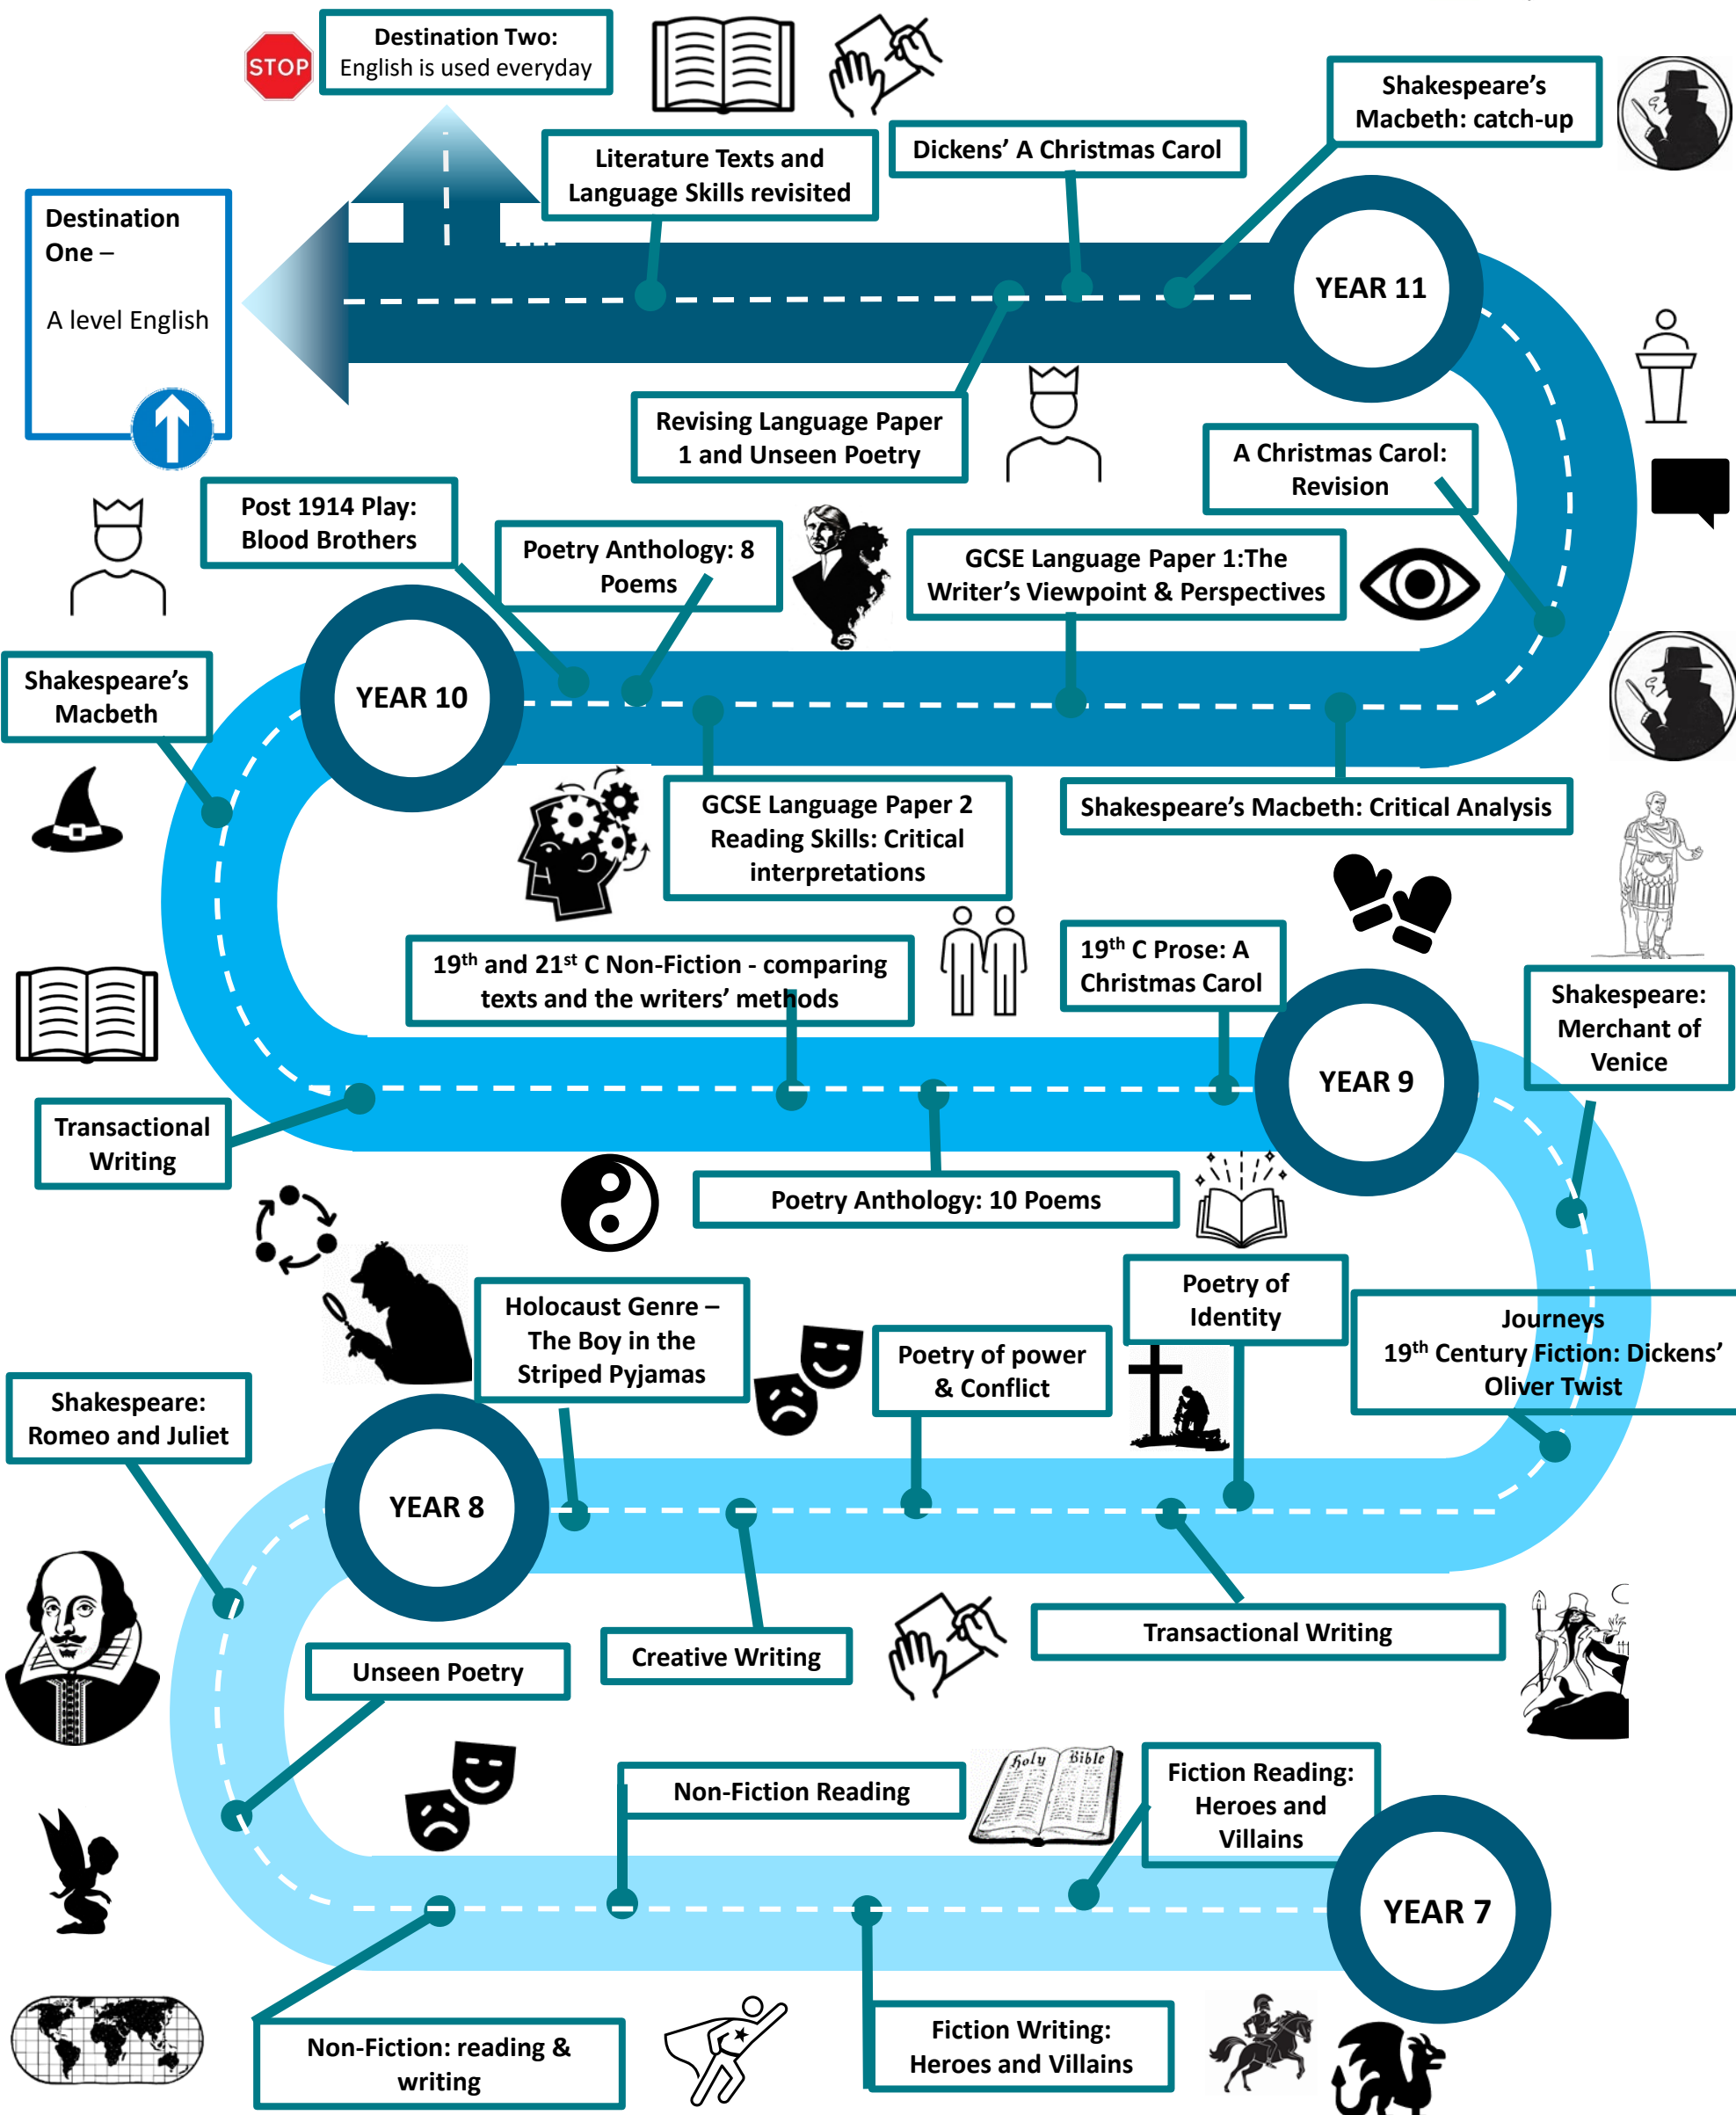 STOP
Destination Two:
English is used everyday
Shakespeare's
Macbeth: catch-up
Literature Texts and
Language Skills revisited
Dickens' A Christmas Carol
Destination
One –
A level English
YEAR 11
Revising Language Paper
1 and Unseen Poetry
A Christmas Carol:
Revision
Post 1914 Play:
Blood Brothers
Poetry Anthology: 8
Poems
GCSE Language Paper 1:The
Writer's Viewpoint & Perspectives
Shakespeare's
Macbeth
YEAR 10
GCSE Language Paper 2
Reading Skills: Critical
interpretations
Shakespeare's Macbeth: Critical Analysis
19th and 21st C Non-Fiction - comparing
texts and the writers' methods
19th C Prose: A
Christmas Carol
Shakespeare:
Merchant of
Venice
YEAR 9
Transactional
Writing
Poetry Anthology: 10 Poems
Holocaust Genre –
The Boy in the
Striped Pyjamas
Poetry of power
& Conflict
Poetry of
Identity
Journeys
19th Century Fiction: Dickens'
Oliver Twist
Shakespeare:
Romeo and Juliet
YEAR 8
Creative Writing
Transactional Writing
Unseen Poetry
Non-Fiction Reading
Holy Bible
Fiction Reading:
Heroes and
Villains
YEAR 7
Non-Fiction: reading &
writing
Fiction Writing:
Heroes and Villains